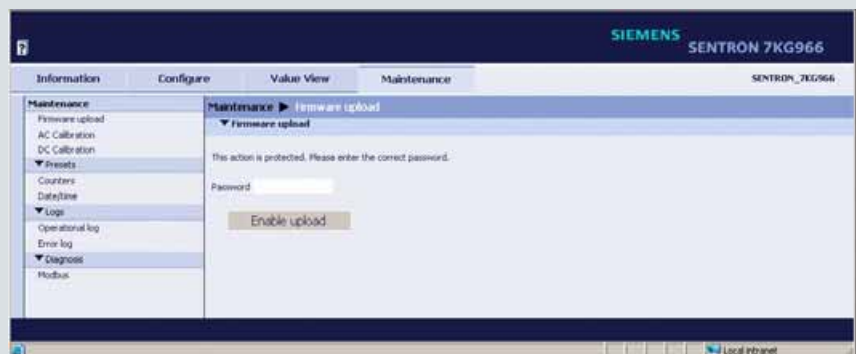 SIEMENS
SENTRON 7KG966
?
Information Configure Value View Maintenance SENTRON_7KG966
Maintenance
Firmware upload
AC Calibration
DC Calibration
▼ Presets
Counters
Date/time
▼ Logs
Operational log
Error log
▼ Diagnosis
Modbus
Maintenance ▶ Firmware upload
▼ Firmware upload
This action is protected. Please enter the correct password.
Password
Enable upload
Local intranet